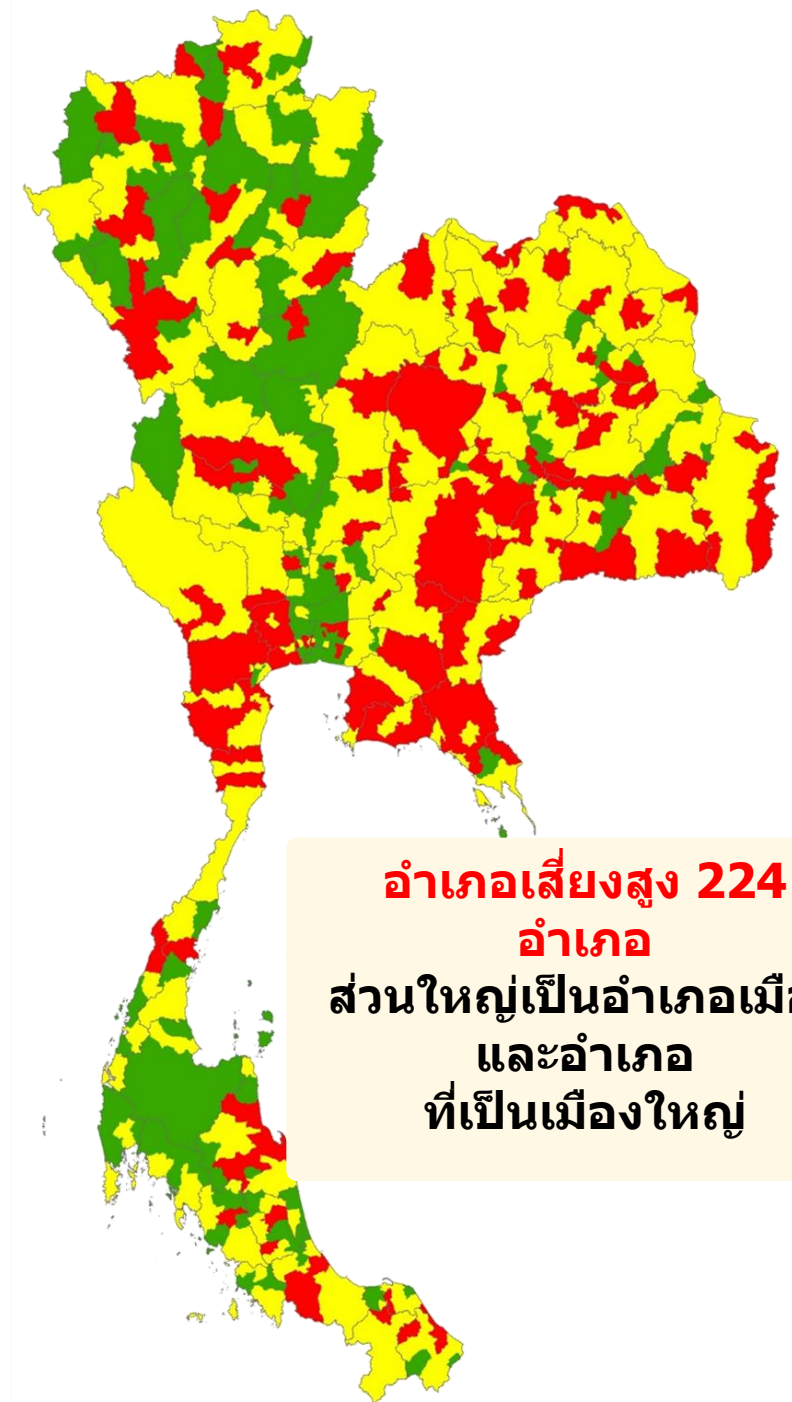 อำเภอเสี่ยงสูง 224
อำเภอ
ส่วนใหญ่เป็นอำเภอ
และอำเภอ
ที่เป็นเมืองใหญ่